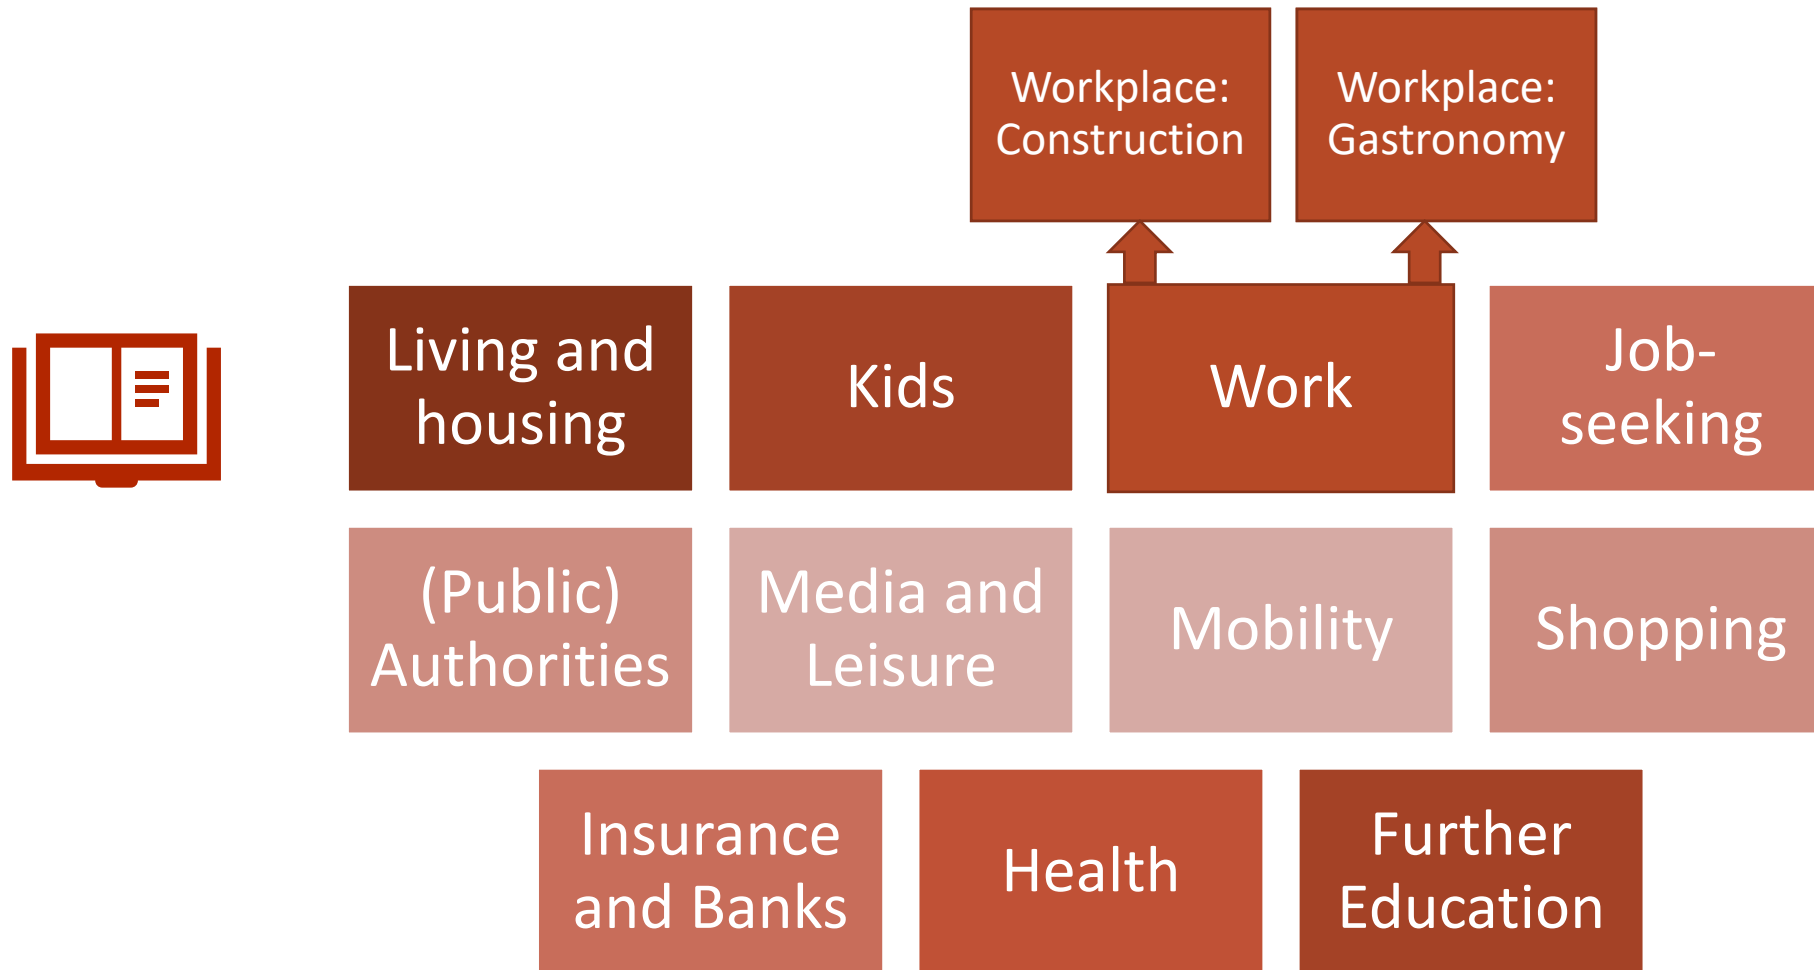 Workplace:
Construction
Workplace:
Gastronomy
Living and
housing
Kids
Work
Job-
seeking
(Public)
Authorities
Media and
Leisure
Mobility
Shopping
Insurance
and Banks
Health
Further
Education